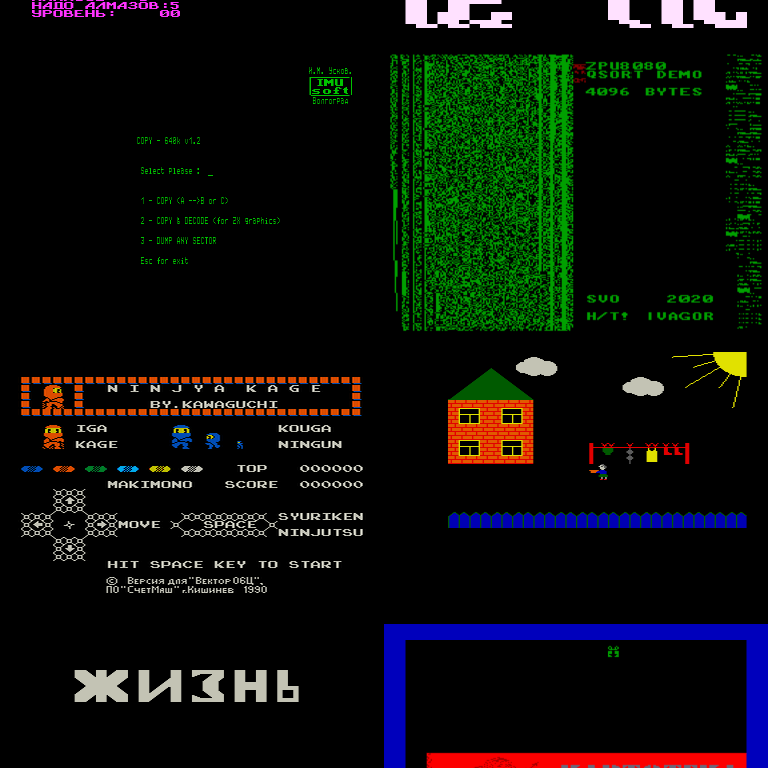 НАДО АЛМАЗОВ:5
УРОВЕНЬ: 00
И.М. Усков.
IMU
soft
COPY - 640k v1.2
Select Please : _
1 - COPY (A -->B or C)
2 - COPY & DECODE (for ZX graphics)
3 - DUMP ANY SECTOR
Esc for exit
ZPU8080
QSORT DEMO
4096 BYTES
SVO 2020
H/T! IVAGOR
NINJYA KAGE
BY.KAWAGUCHI
IGA
KAGE
KOUGA
NINGUN
TOP 000000
MAKIMONO SCORE 000000
MOVE SPACE SYURIKEN
NINJUTSU
HIT SPACE KEY TO START
© Версия для"Вектор 06Ц".
ПО"СчетМаш" г.Кишинев 1990
ЖИЗНЬ